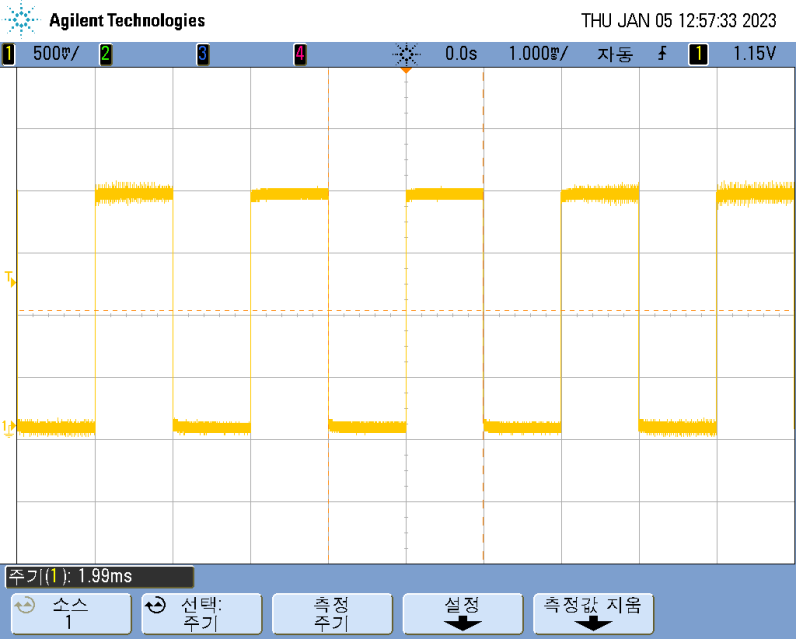 Agilent Technologies THU JAN 05 12:57:33 2023
1 500㎷/ 2 3 4 0.0s 1.000㎳/ 자동 1 1.15V
T
1
주기(1): 1.99ms
소스 선택: 측정 설정 측정값 지움
1 주기 주기